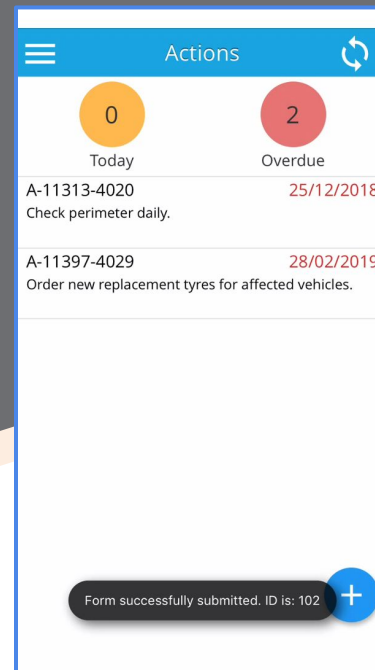 Actions
0
2
Today
Overdue
A-11313-4020
25/12/2018
Check perimeter daily.
A-11397-4029
28/02/2019
Order new replacement tyres for affected vehicles.
Form successfully submitted. ID is: 102
+